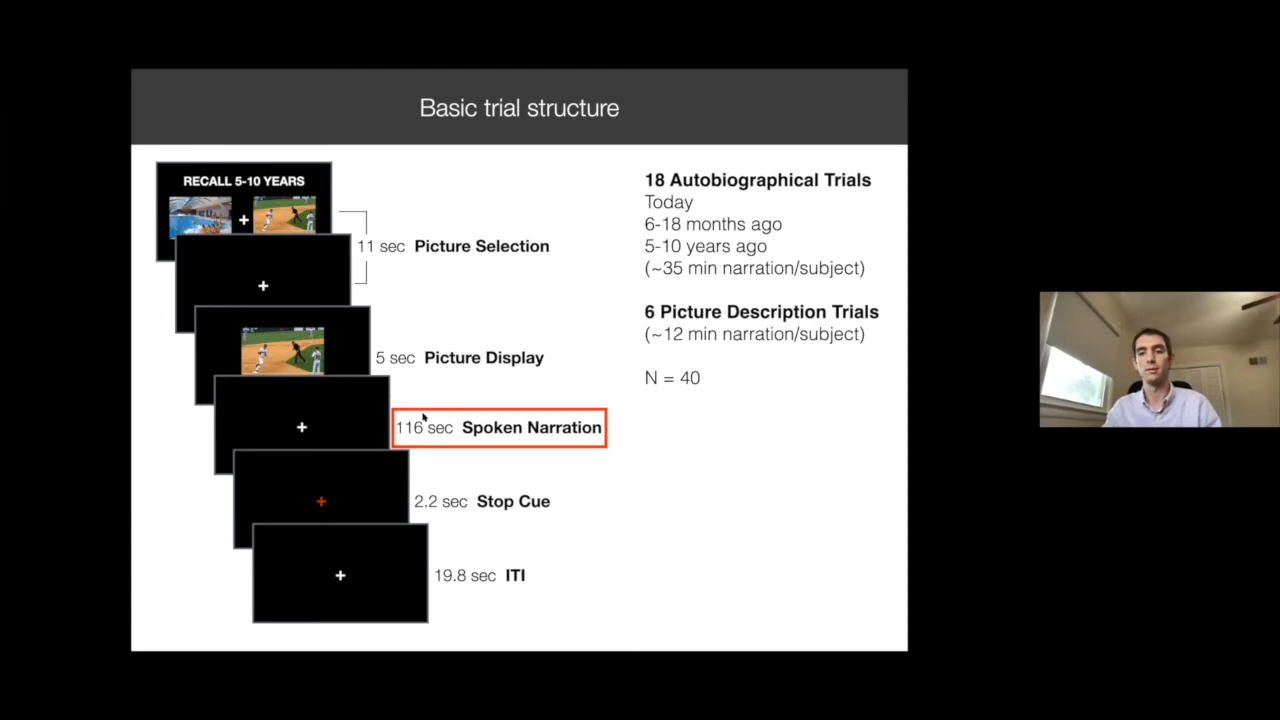 Basic trial structure
RECALL 5-10 YEARS
11 sec Picture Selection
5 sec Picture Display
116 sec Spoken Narration
2.2 sec Stop Cue
19.8 sec ITI
18 Autobiographical Trials
Today
6-18 months ago
5-10 years ago
(~35 min narration/subject)
6 Picture Description Trials
(~12 min narration/subject)
N = 40